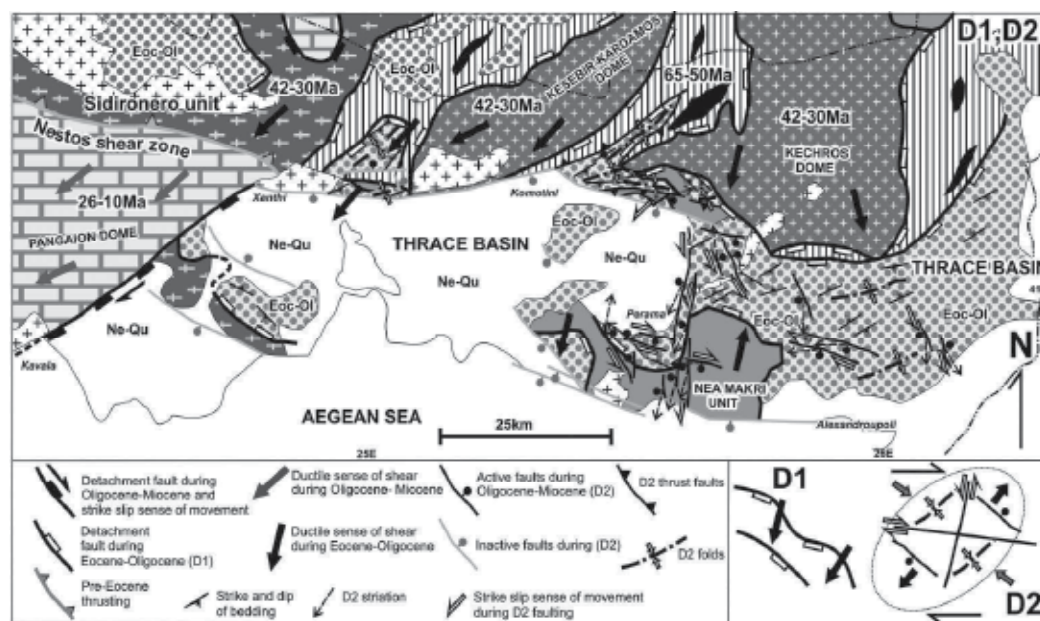 Eoc-Ol
42-30Ma
Eoc-Ol
KESEBIR-KARDAMOS
DOME
65-50Ma
D1, D2
Sidironero unit
42-30Ma
42-30Ma
KECHROS
DOME
Nestos shear
zone
26-10Ma
PANGAION DOME
Xanthi
Komotini
Ne-Qu
THRACE BASIN
Ne-Qu
Eoc-Ol
Ne-Qu
THRACE BASIN
Eoc-Ol
Ne-Qu
Perama
Eoc-Ol
Eoc-Ol
Kavala
NEA MAKRI
UNIT
N
AEGEAN SEA
25km
Alexandroupoli
25E
26E
Detachment fault during
Oligocene-Miocene and
strike slip sense of movement
Detachment
fault during
Eocene-Oligocene (D1)
Pre-Eocene
thrusting
Ductile sense of shear
during Oligocene- Miocene
Ductile sense of shear
during Eocene-Oligocene
Strike and dip
of bedding
D2 striation
Active faults during
Oligocene-Miocene (D2)
Inactive faults during (D2)
Strike slip sense of movement
during D2 faulting
D2 thrust faults
D2 folds
D1
D2